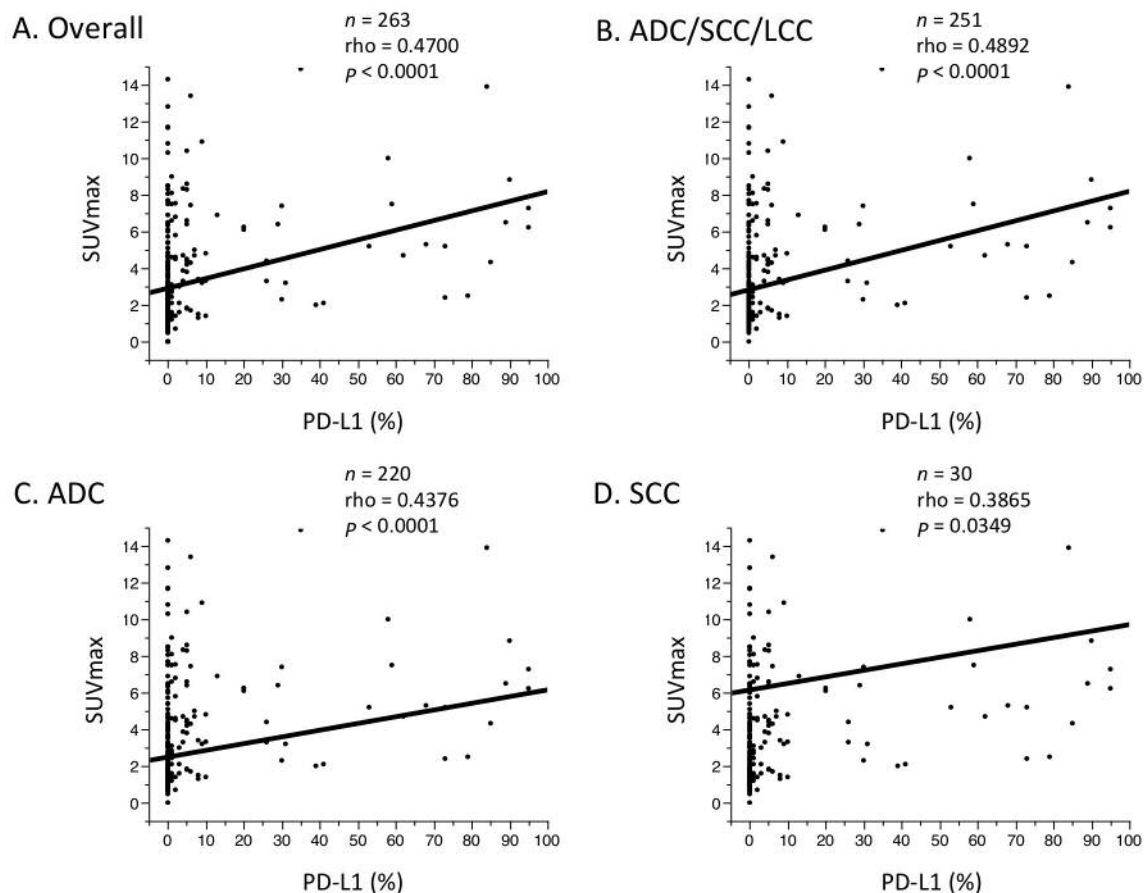 A. Overall
n = 263
rho = 0.4700
p < 0.0001
SUVmax
14
12
10
8
6
4
2
0
0 10 20 30 40 50 60 70 80 90 100
PD-L1 (%)
B. ADC/SCC/LCC
n = 251
rho = 0.4892
p < 0.0001
SUVmax
14
12
10
8
6
4
2
0
0 10 20 30 40 50 60 70 80 90 100
PD-L1 (%)
C. ADC
n = 220
rho = 0.4376
p < 0.0001
SUVmax
14
12
10
8
6
4
2
0
0 10 20 30 40 50 60 70 80 90 100
PD-L1 (%)
D. SCC
n = 30
rho = 0.3865
p = 0.0349
SUVmax
14
12
10
8
6
4
2
0
0 10 20 30 40 50 60 70 80 90 100
PD-L1 (%)